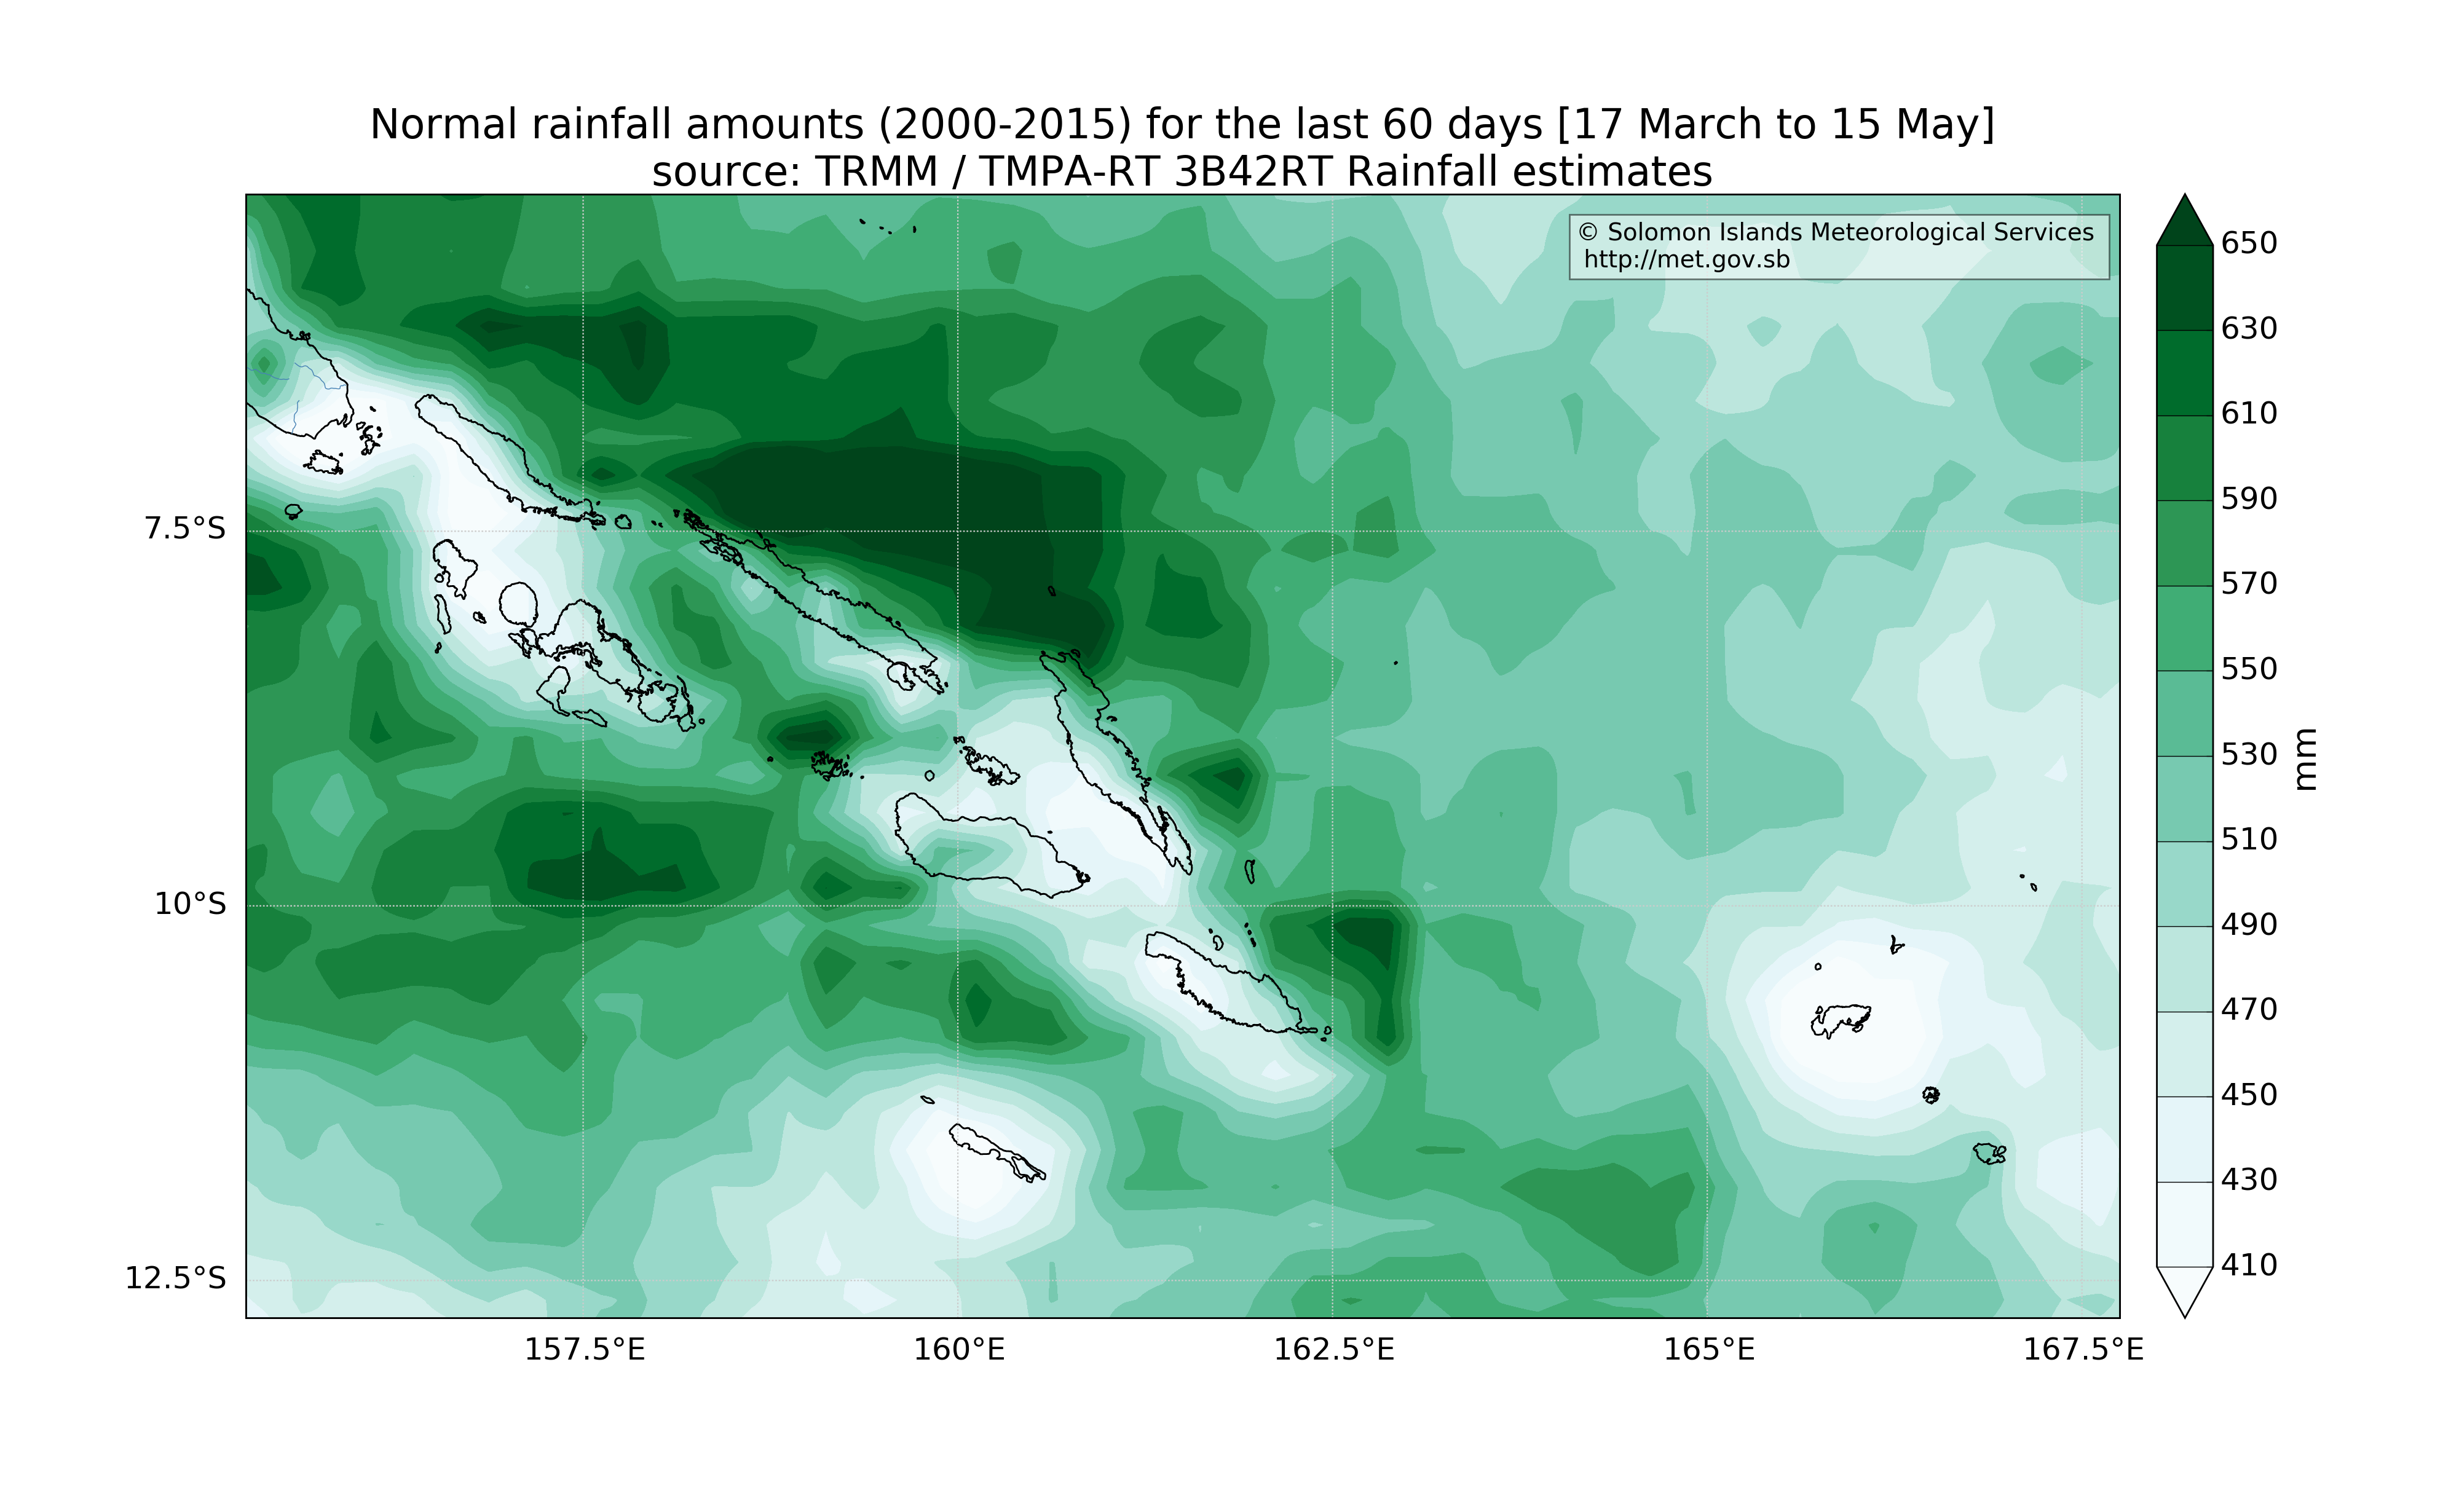 Normal rainfall amounts (2000-2015) for the last 60 days [17 March to 15 May]
source: TRMM / TMPA-RT 3B42RT Rainfall estimates
© Solomon Islands Meteorological Services
http://met.gov.sb
7.5°S
10°S
12.5°S
157.5°E
160°E
162.5°E
165°E
167.5°E
650
630
610
590
570
550
530
510
490
470
450
430
410
mm